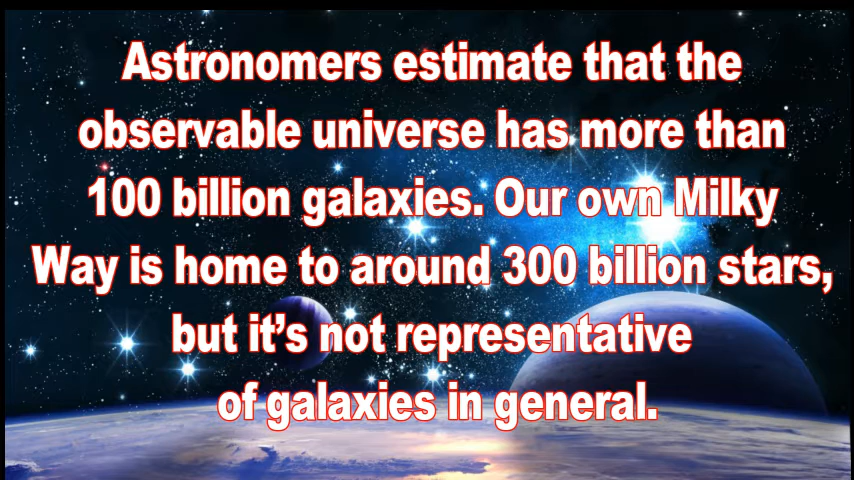 Astronomers estimate that the
observable universe has more than
100 billion galaxies. Our own Milky
Way is home to around 300 billion stars,
but it’s not representative
of galaxies in general.